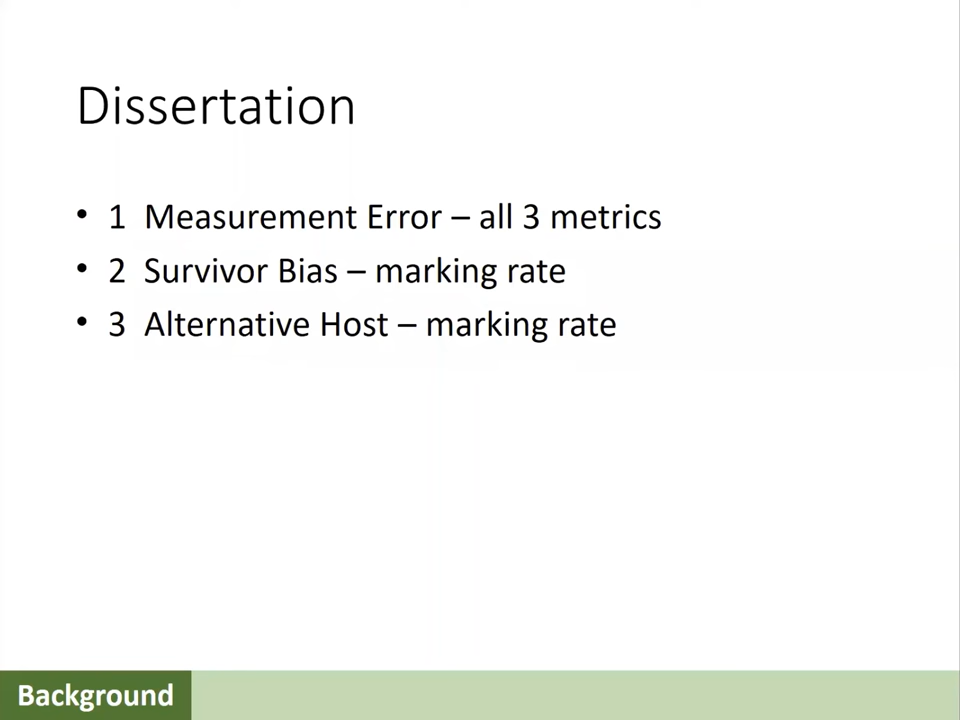 Dissertation
• 1 Measurement Error – all 3 metrics
• 2 Survivor Bias – marking rate
• 3 Alternative Host – marking rate
Background